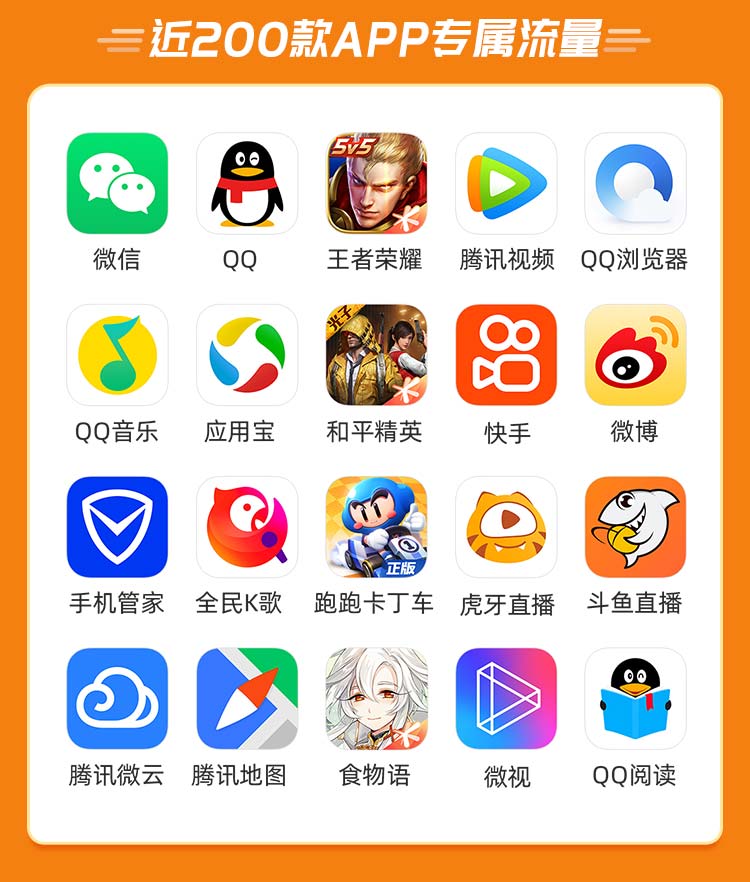 近200款APP专属流量
5v5
微信
QQ
王者荣耀
腾讯视频
QQ浏览器
光子
QQ音乐
应用宝
和平精英
快手
微博
1
正版
手机管家
全民K歌
跑跑卡丁车
虎牙直播
斗鱼直播
腾讯微云
腾讯地图
食物语
微视
QQ阅读